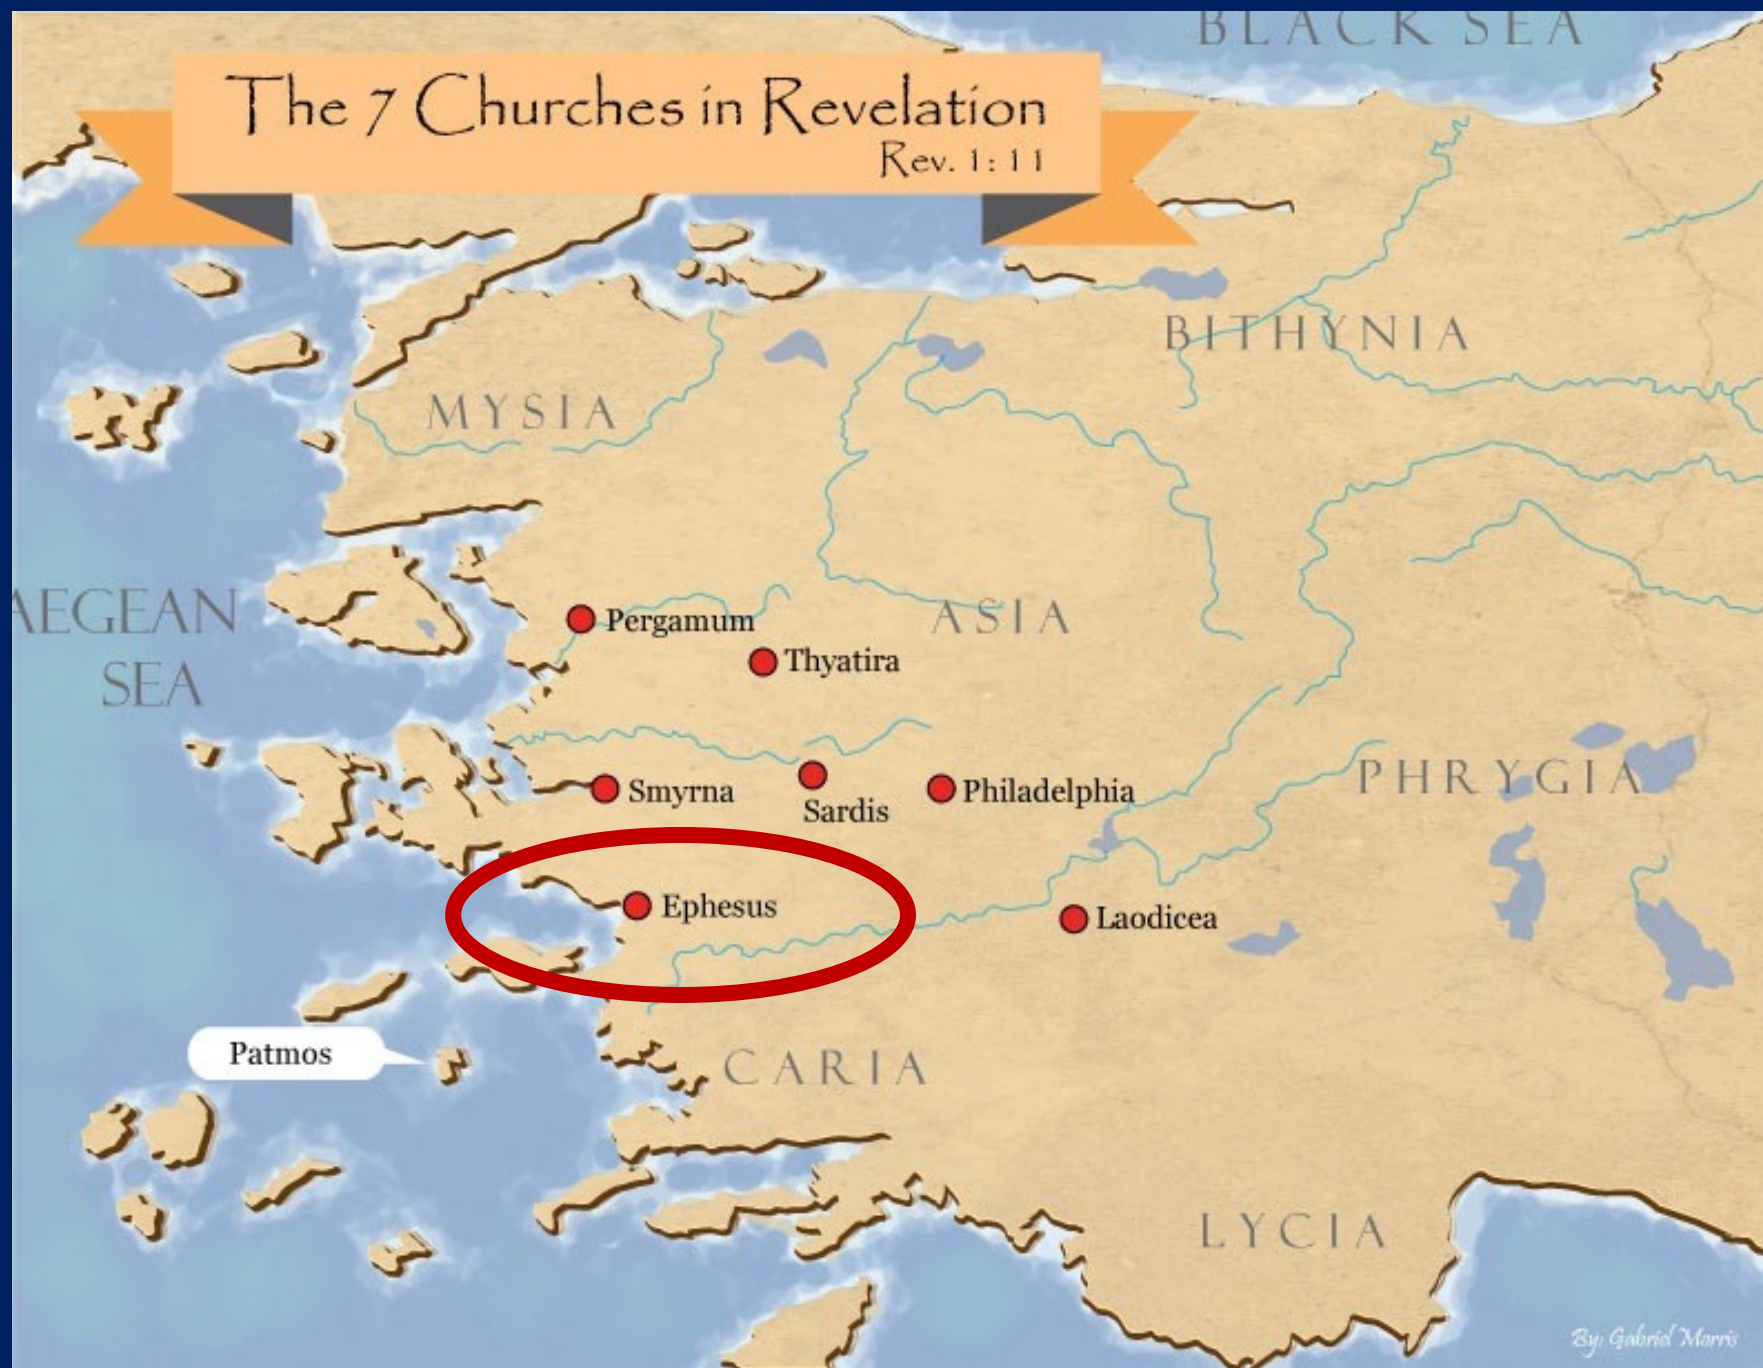 BLACK SEA
The 7 Churches in Revelation
Rev. 1:11
BITHYNIA
MYSIA
AEGEAN
SEA
Pergamum
ASIA
Thyatira
PHRYGIA
Smyrna
Sardis
Philadelphia
Ephesus
Laodicea
Patmos
CARIA
LYCIA
By: Gabriel Morris